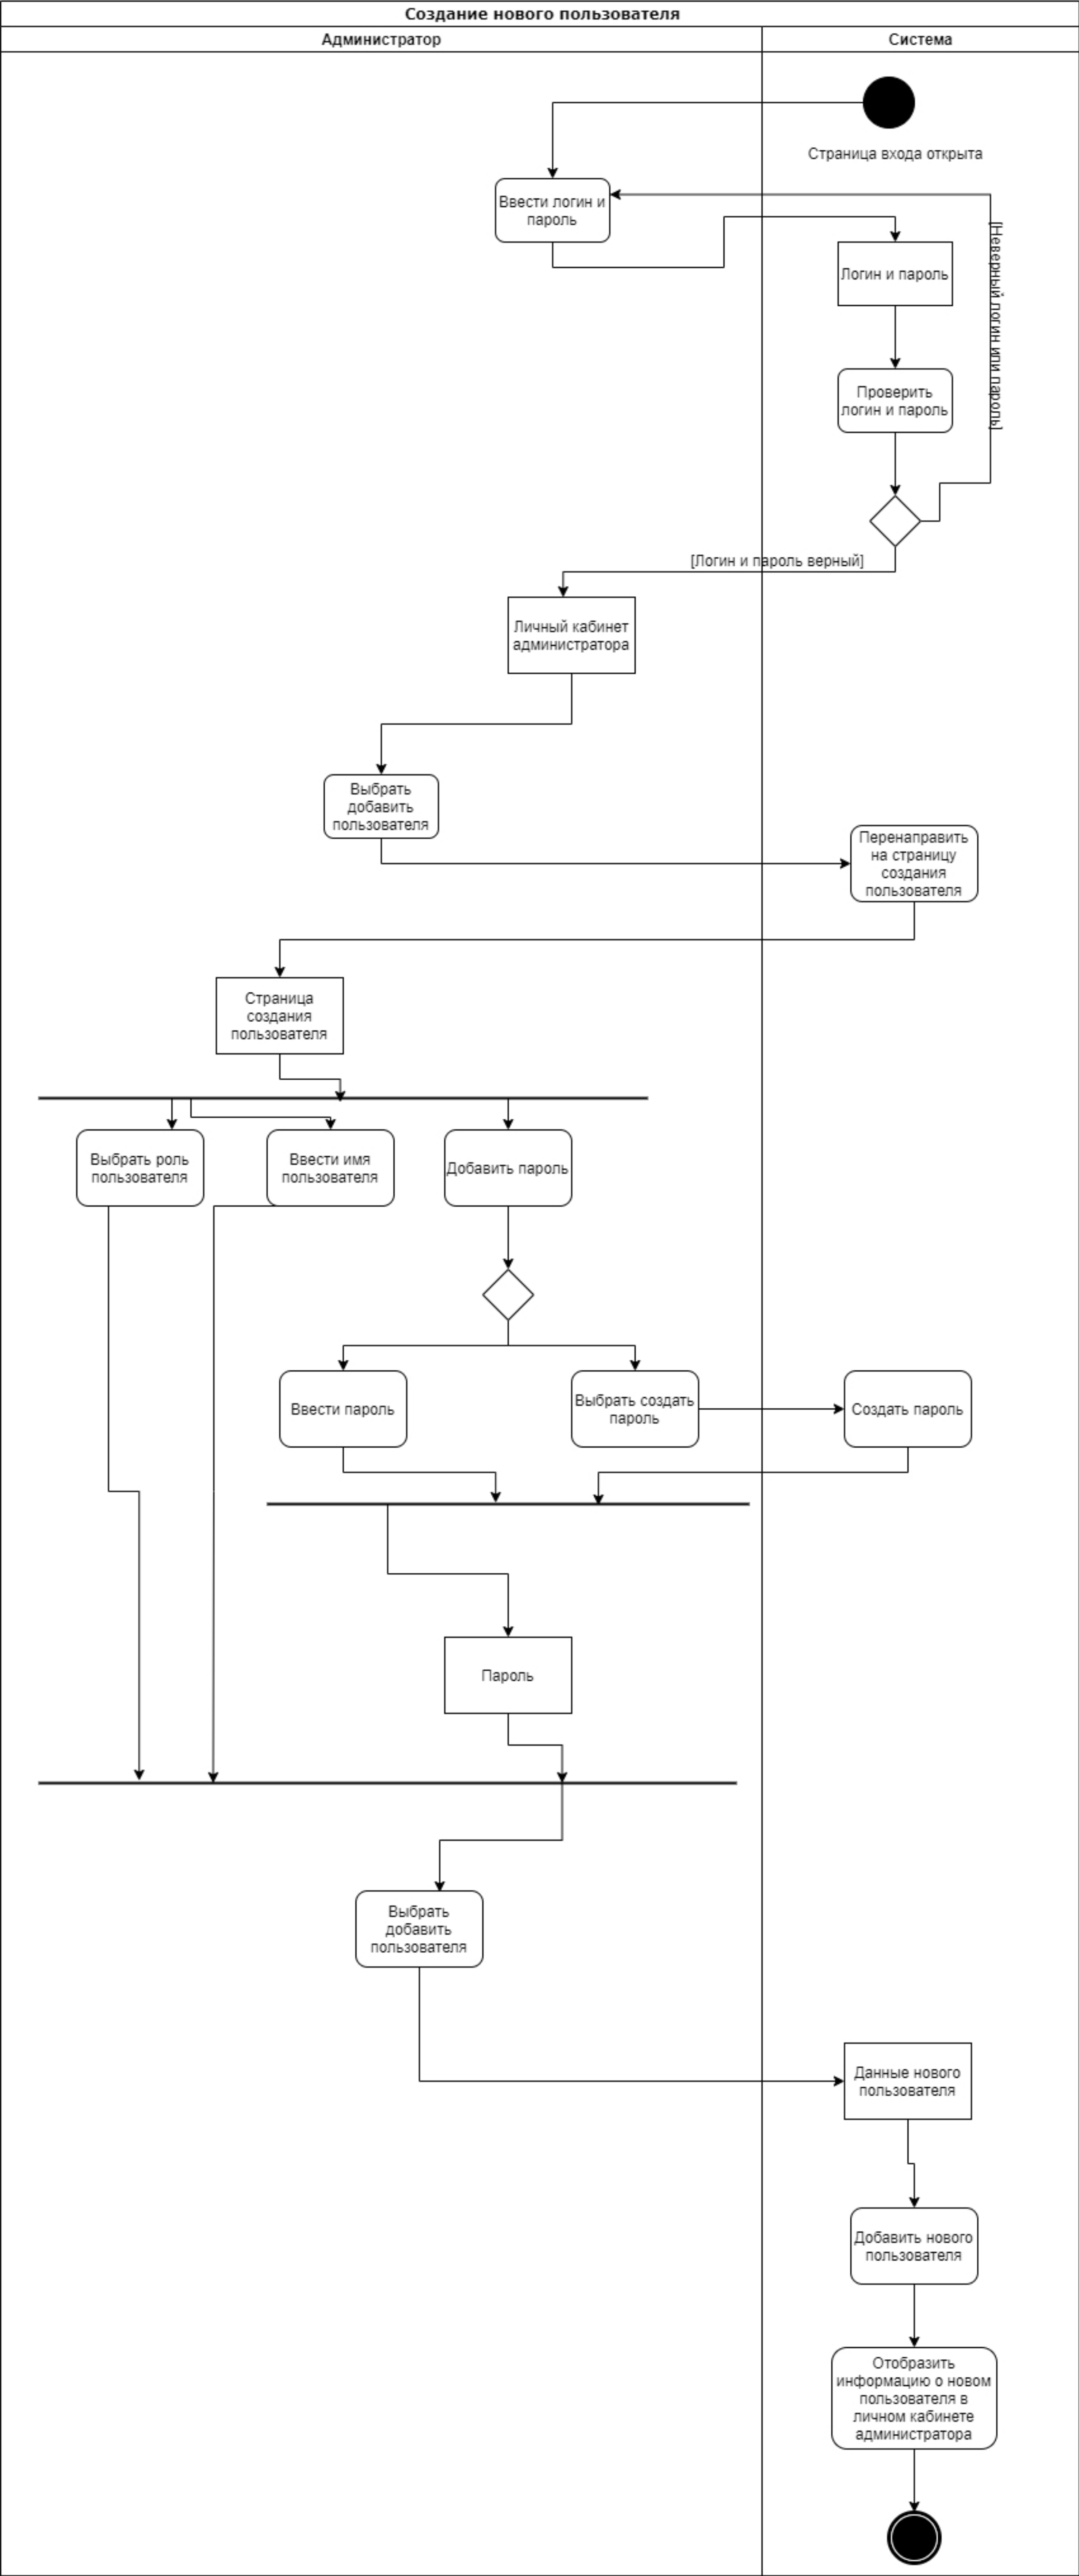 Создание нового пользователя
Администратор
Система
Страница входа открыта
Ввести логин и
пароль
[Неверный логин или пароль]
Логин и пароль
Проверить
логин и пароль
[Логин и пароль верный]
Личный кабинет
администратора
Выбрать
добавить
пользователя
Перенаправить
на страницу
создания
пользователя
Страница
создания
пользователя
Выбрать роль
пользователя
Ввести имя
пользователя
Добавить пароль
Ввести пароль
Выбрать создать
пароль
Создать пароль
Пароль
Выбрать
добавить
пользователя
Данные нового
пользователя
Добавить нового
пользователя
Отобразить
информацию о новом
пользователя в
личном кабинете
администратора